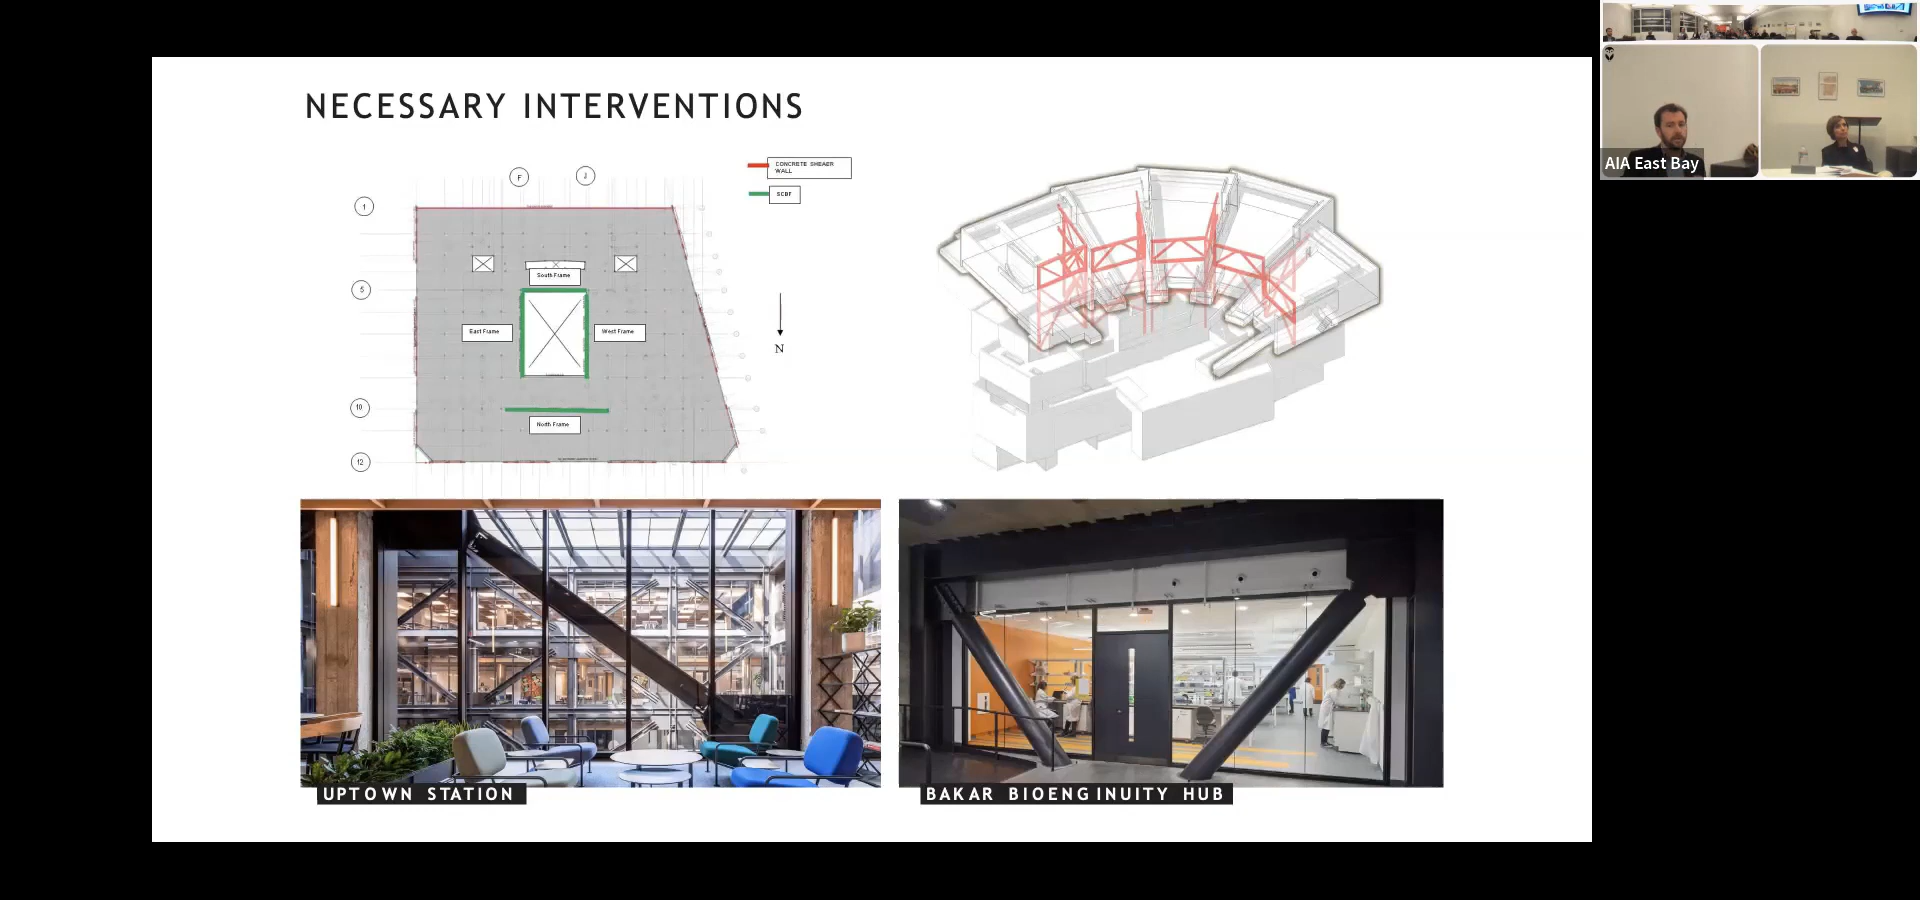 NECESSARY INTERVENTIONS
CONCRETE SHEAER
WALL
SCBF
F
J
1
5
10
12
South Frame
East Frame
West Frame
North Frame
N
UPTOWN STATION
BAKAR BIOENGINUITY HUB
AIA East Bay